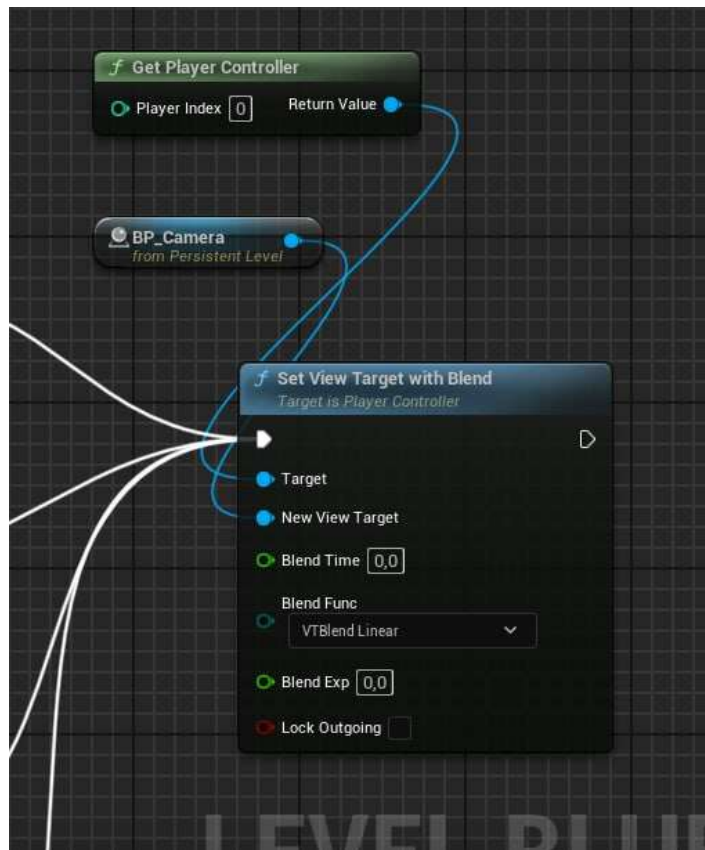 f Get Player Controller
Player Index 0 Return Value
BP_Camera
from Persistent Level
f Set View Target with Blend
Target is Player Controller
Target
New View Target
Blend Time 0,0
Blend Func
VTBlend Linear
Blend Exp 0,0
Lock Outgoing
LEVEL BLUE